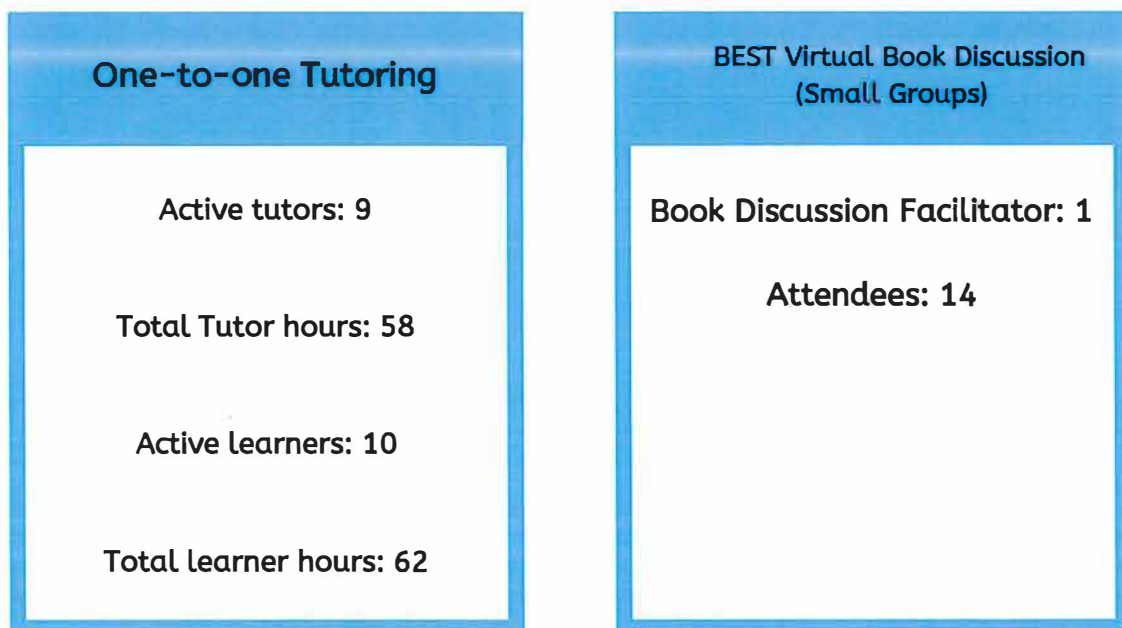 One-to-one Tutoring
Active tutors: 9
Total Tutor hours: 58
Active learners: 10
Total learner hours: 62
BEST Virtual Book Discussion
(Small Groups)
Book Discussion Facilitator: 1
Attendees: 14